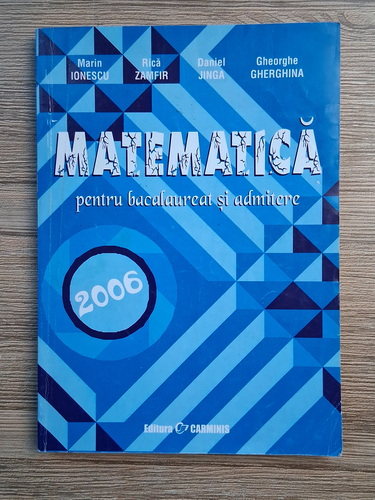 Marin Rică Daniel Gheorghe
IONESCU ZAMFIR JINGA GHERGHINA
MATEMATICĂ
pentru bacalaureat și admitere
2006
Editura CARMINIS